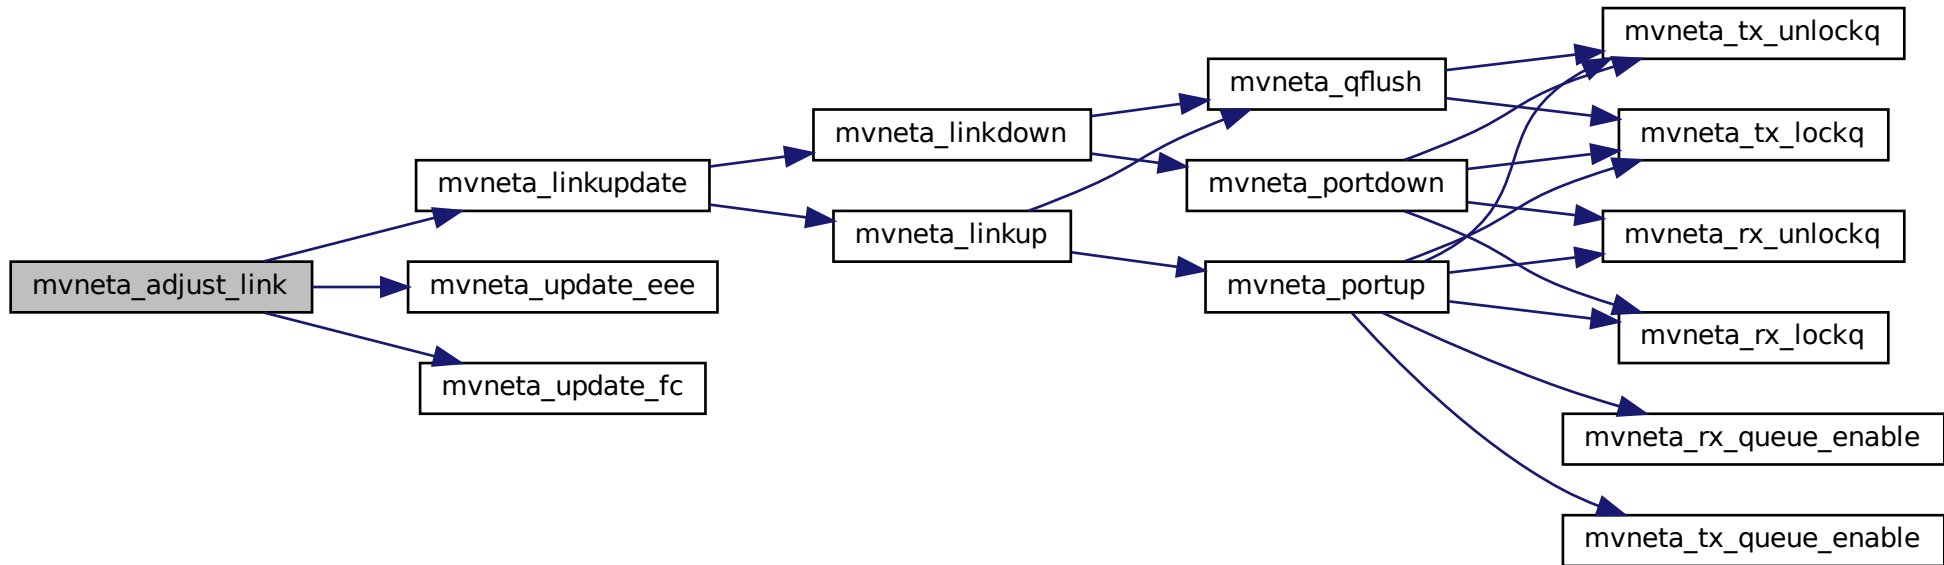 mvneta_adjust_link
mvneta_linkupdate
mvneta_update_eee
mvneta_update_fc
mvneta_linkdown
mvneta_linkup
mvneta_qflush
mvneta_portdown
mvneta_portup
mvneta_tx_unlockq
mvneta_tx_lockq
mvneta_rx_unlockq
mvneta_rx_lockq
mvneta_rx_queue_enable
mvneta_tx_queue_enable